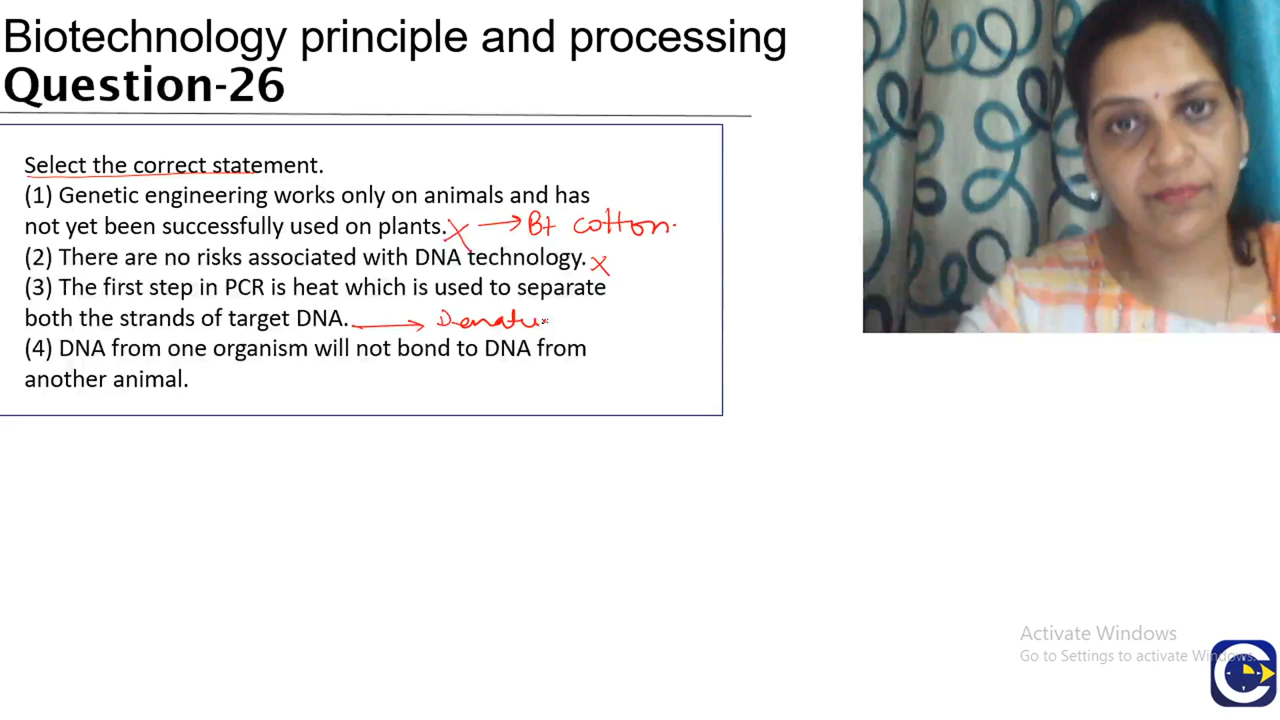 Biotechnology principle and processing
Question-26
Select the correct statement.
(1) Genetic engineering works only on animals and has
not yet been successfully used on plants. X → Bt cotton.
(2) There are no risks associated with DNA technology. X
(3) The first step in PCR is heat which is used to separate
both the strands of target DNA. → Denatu
(4) DNA from one organism will not bond to DNA from
another animal.
Activate Windows
Go to Settings to activate Windows.